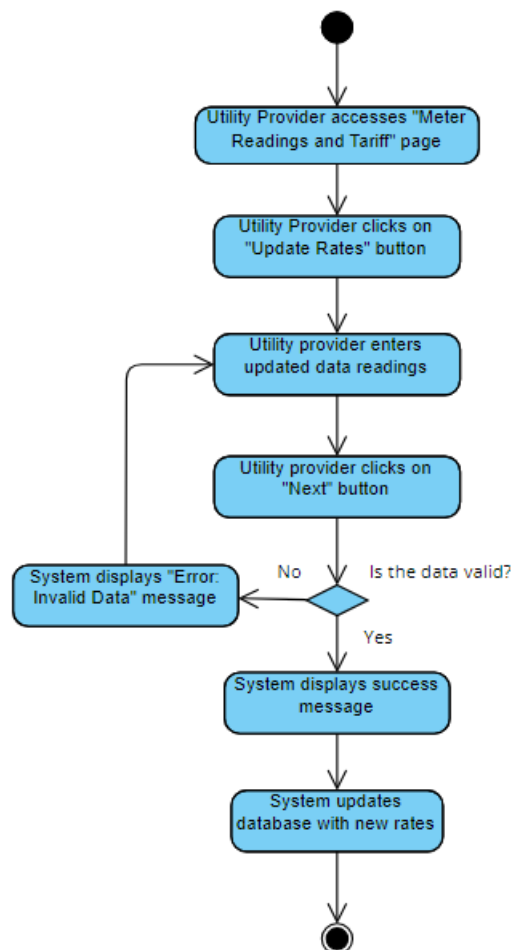 Utility Provider accesses "Meter
Readings and Tariff" page
Utility Provider clicks on
"Update Rates" button
Utility provider enters
updated data readings
Utility provider clicks on
"Next" button
No
Is the data valid?
System displays "Error:
Invalid Data" message
Yes
System displays success
message
System updates
database with new rates